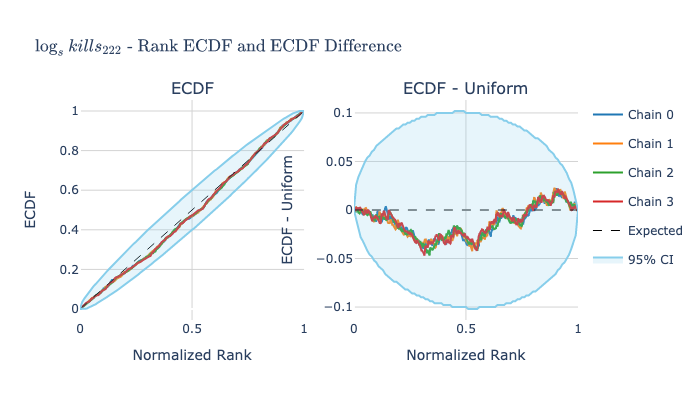 log_s kills_222 - Rank ECDF and ECDF Difference
ECDF
ECDF - Uniform
ECDF
1
0.8
0.6
0.4
0.2
0
0
0.5
1
Normalized Rank
ECDF - Uniform
0.1
0.05
0
−0.05
−0.1
0
0.5
1
Normalized Rank
Chain 0
Chain 1
Chain 2
Chain 3
Expected
95% CI